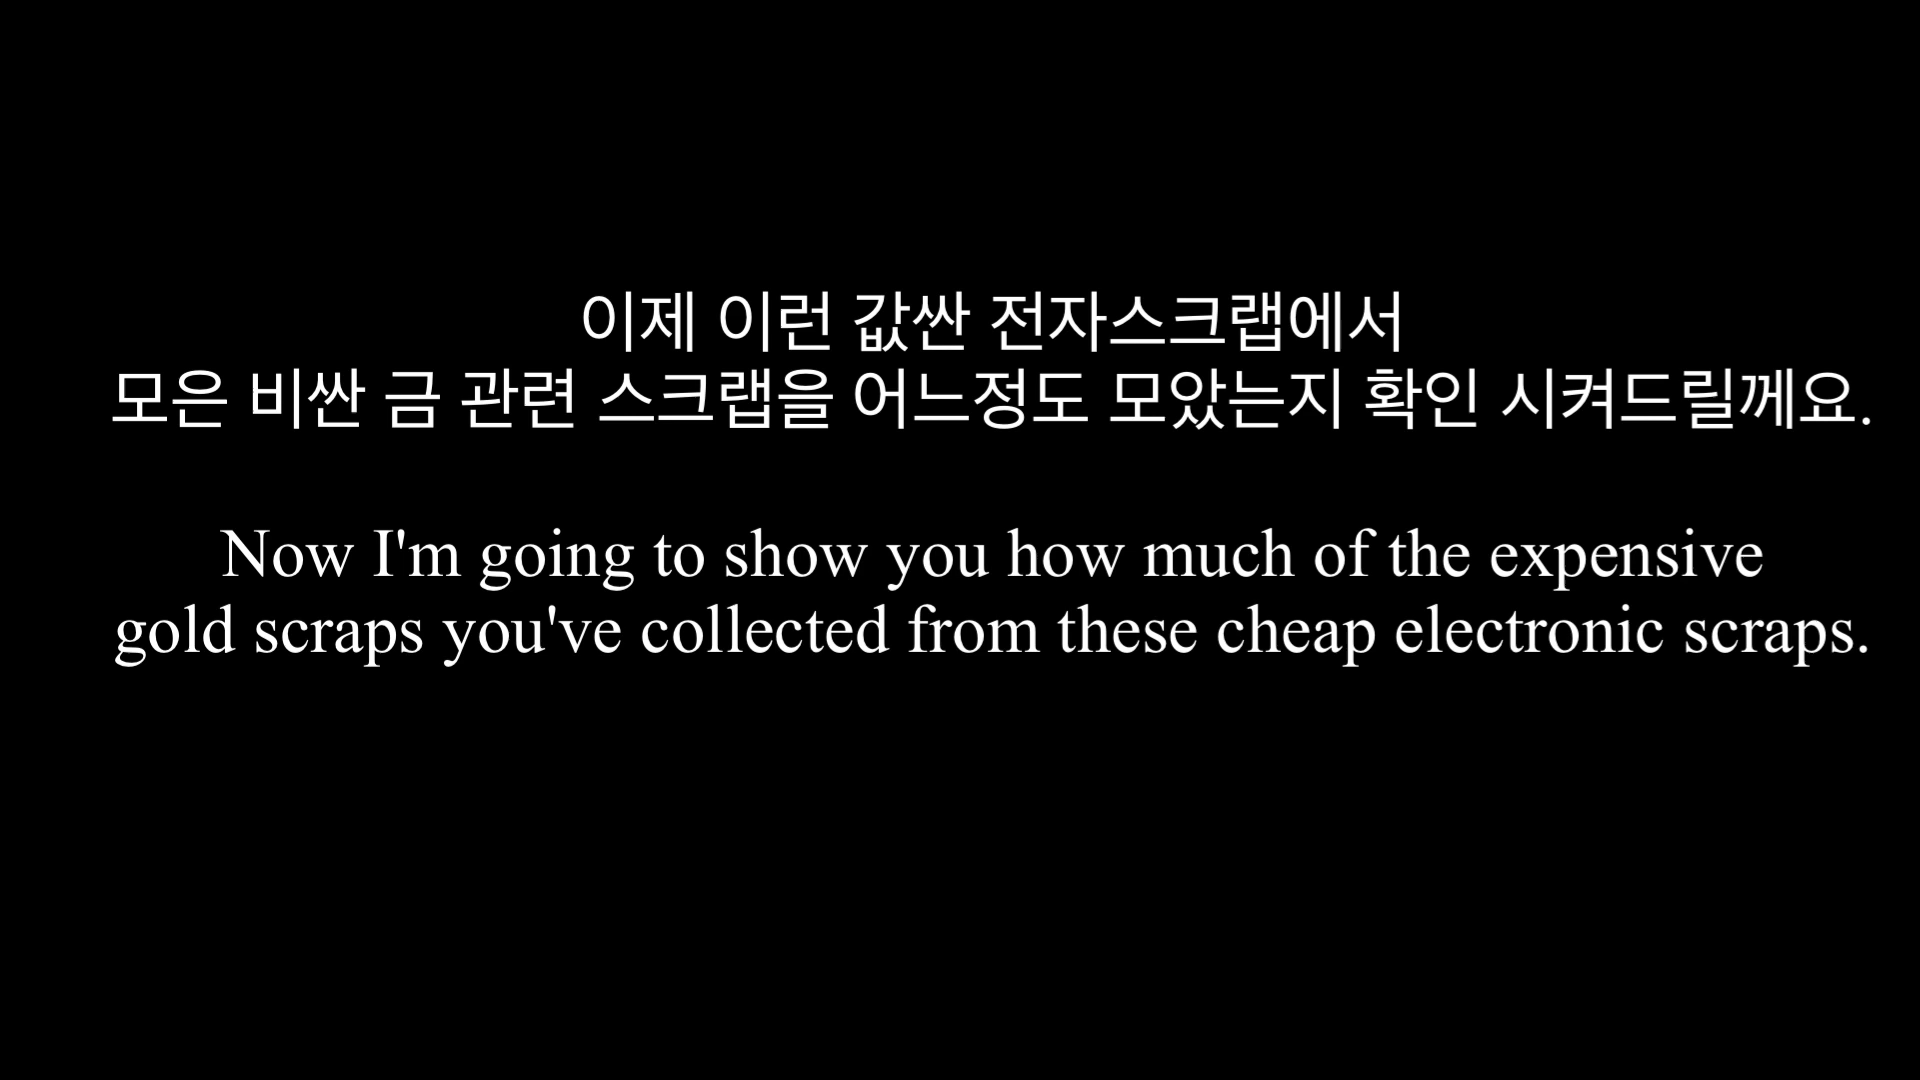 이제 이런 값싼 전자스크랩에서
모은 비싼 금 관련 스크랩을 어느정도 모았는지 확인 시켜드릴께요.
Now I'm going to show you how much of the expensive
gold scraps you've collected from these cheap electronic scraps.